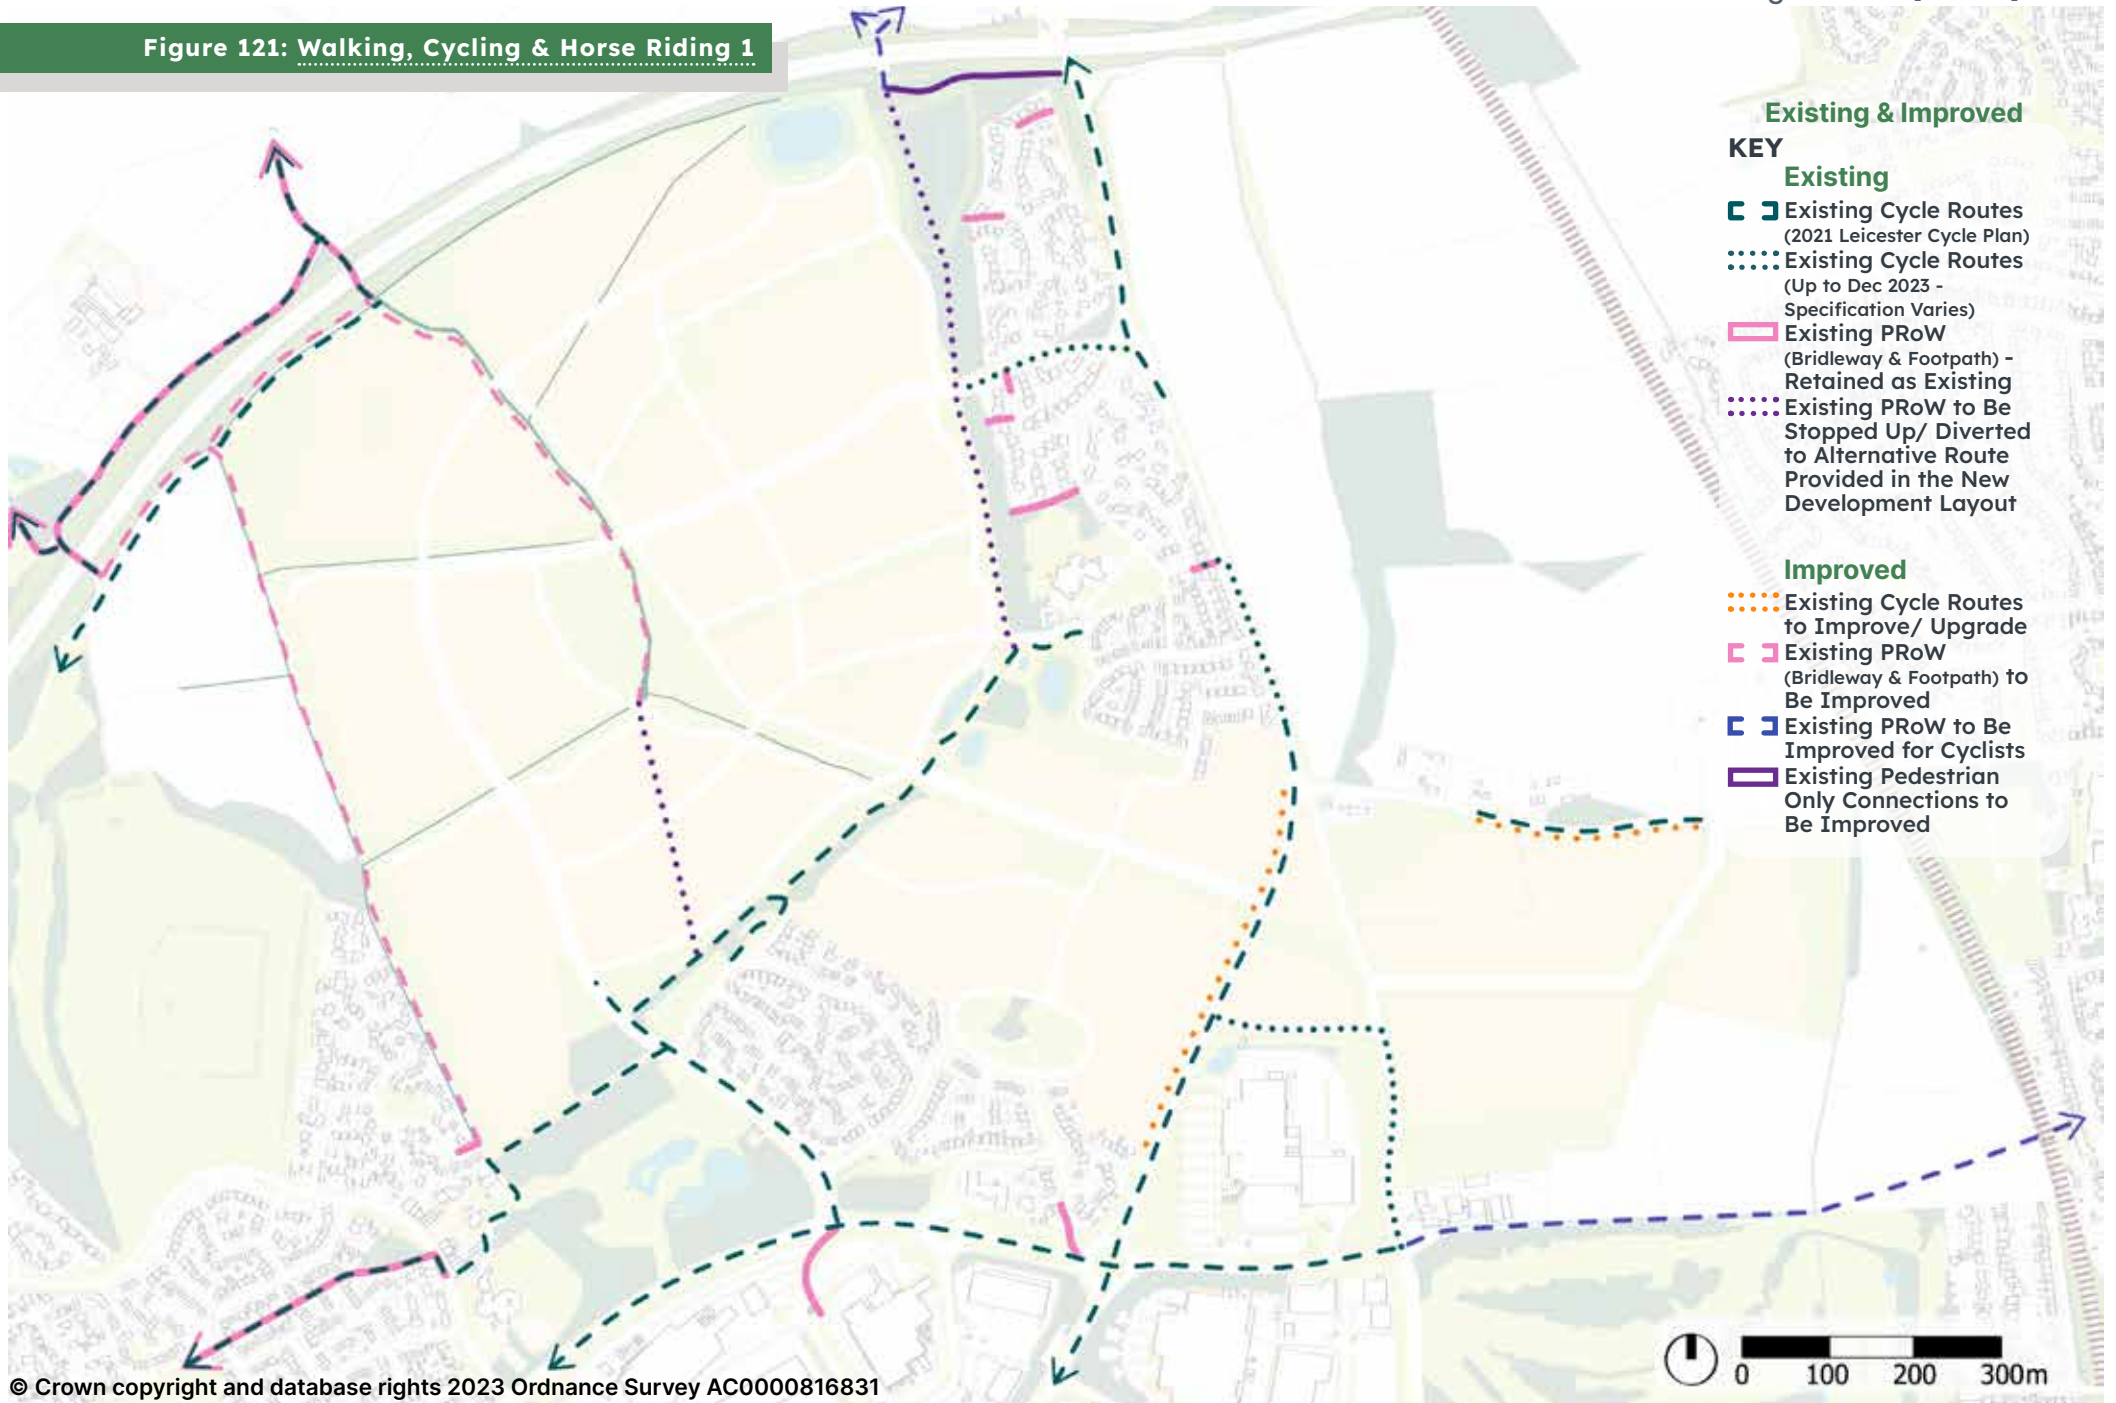 Figure 121: Walking, Cycling & Horse Riding 1
Existing & Improved
KEY
Existing
Existing Cycle Routes
(2021 Leicester Cycle Plan)
Existing Cycle Routes
(Up to Dec 2023 -
Specification Varies)
Existing PRoW
(Bridleway & Footpath) -
Retained as Existing
Existing PRoW to Be
Stopped Up/ Diverted
to Alternative Route
Provided in the New
Development Layout
Improved
Existing Cycle Routes
to Improve/ Upgrade
Existing PRoW
(Bridleway & Footpath) to
Be Improved
Existing PRoW to Be
Improved for Cyclists
Existing Pedestrian
Only Connections to
Be Improved
0 100 200 300m
© Crown copyright and database rights 2023 Ordnance Survey AC0000816831